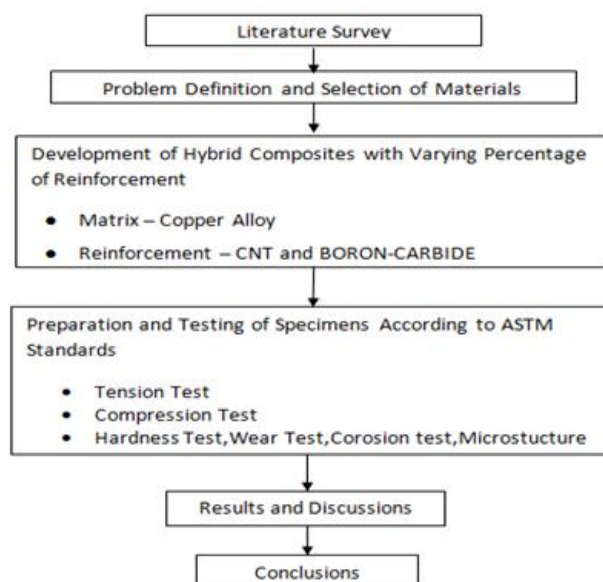 Literature Survey
Problem Definition and Selection of Materials
Development of Hybrid Composites with Varying Percentage
of Reinforcement
● Matrix – Copper Alloy
● Reinforcement – CNT and BORON-CARBIDE
Preparation and Testing of Specimens According to ASTM
Standards
● Tension Test
● Compression Test
● Hardness Test,Wear Test,Corosion test,Microstucture
Results and Discussions
Conclusions